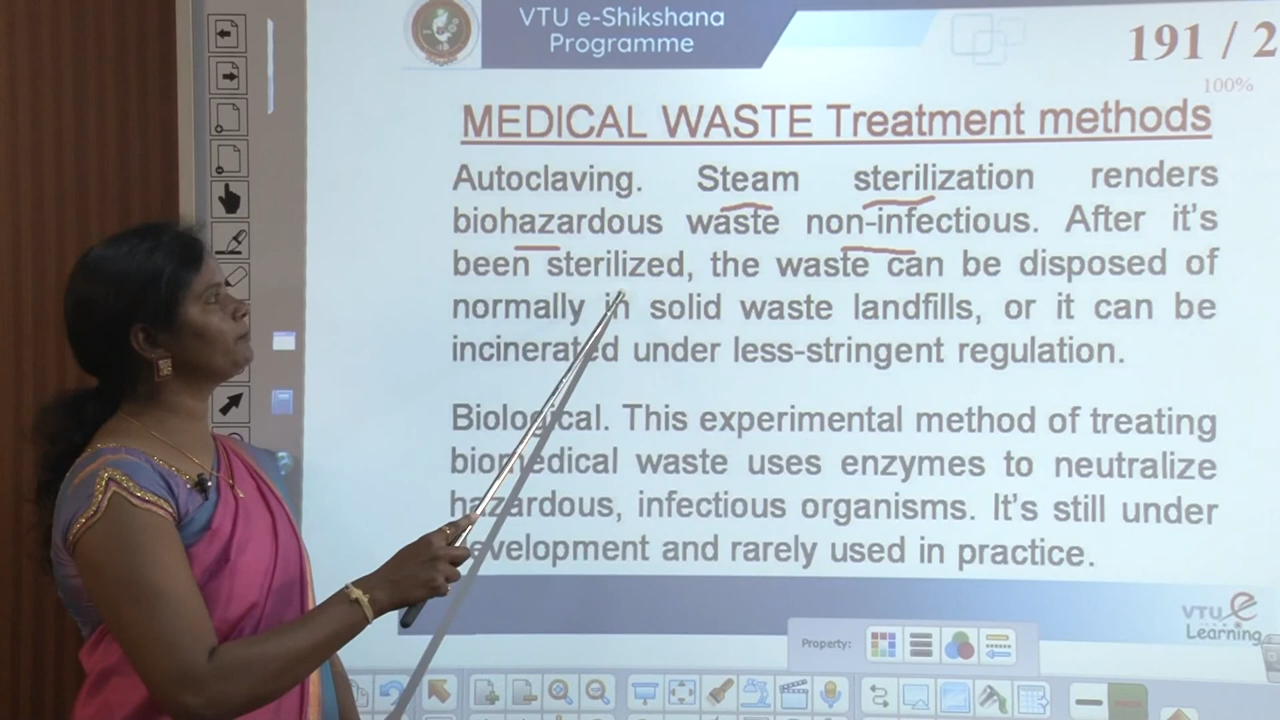 VTU e-Shikshana
Programme
191 / 2
100%
MEDICAL WASTE Treatment methods
Autoclaving. Steam sterilization renders
biohazardous waste non-infectious. After it's
been sterilized, the waste can be disposed of
normally in solid waste landfills, or it can be
incinerated under less-stringent regulation.
Biological. This experimental method of treating
biomedical waste uses enzymes to neutralize
hazardous, infectious organisms. It's still under
development and rarely used in practice.
VTU e
Learning
Property: